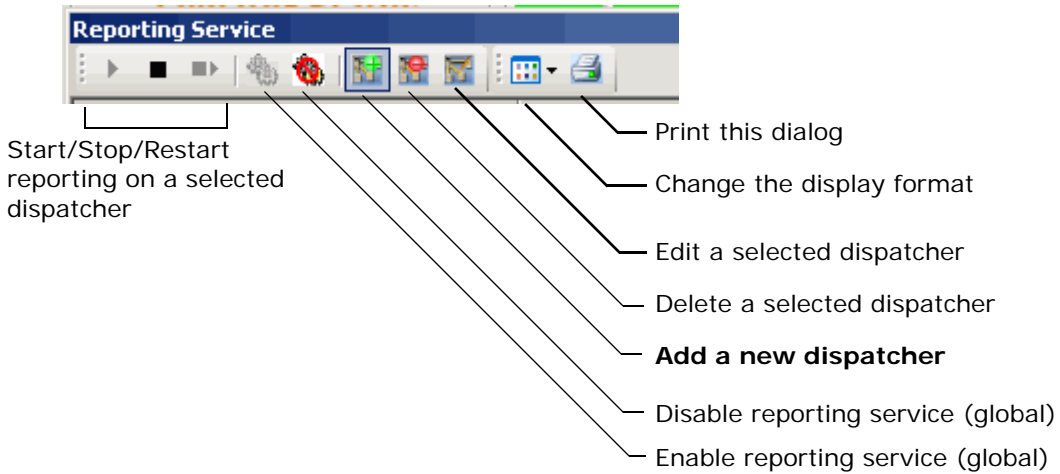 Reporting Service
Start/Stop/Restart
reporting on a selected
dispatcher
Print this dialog
Change the display format
Edit a selected dispatcher
Delete a selected dispatcher
Add a new dispatcher
Disable reporting service (global)
Enable reporting service (global)